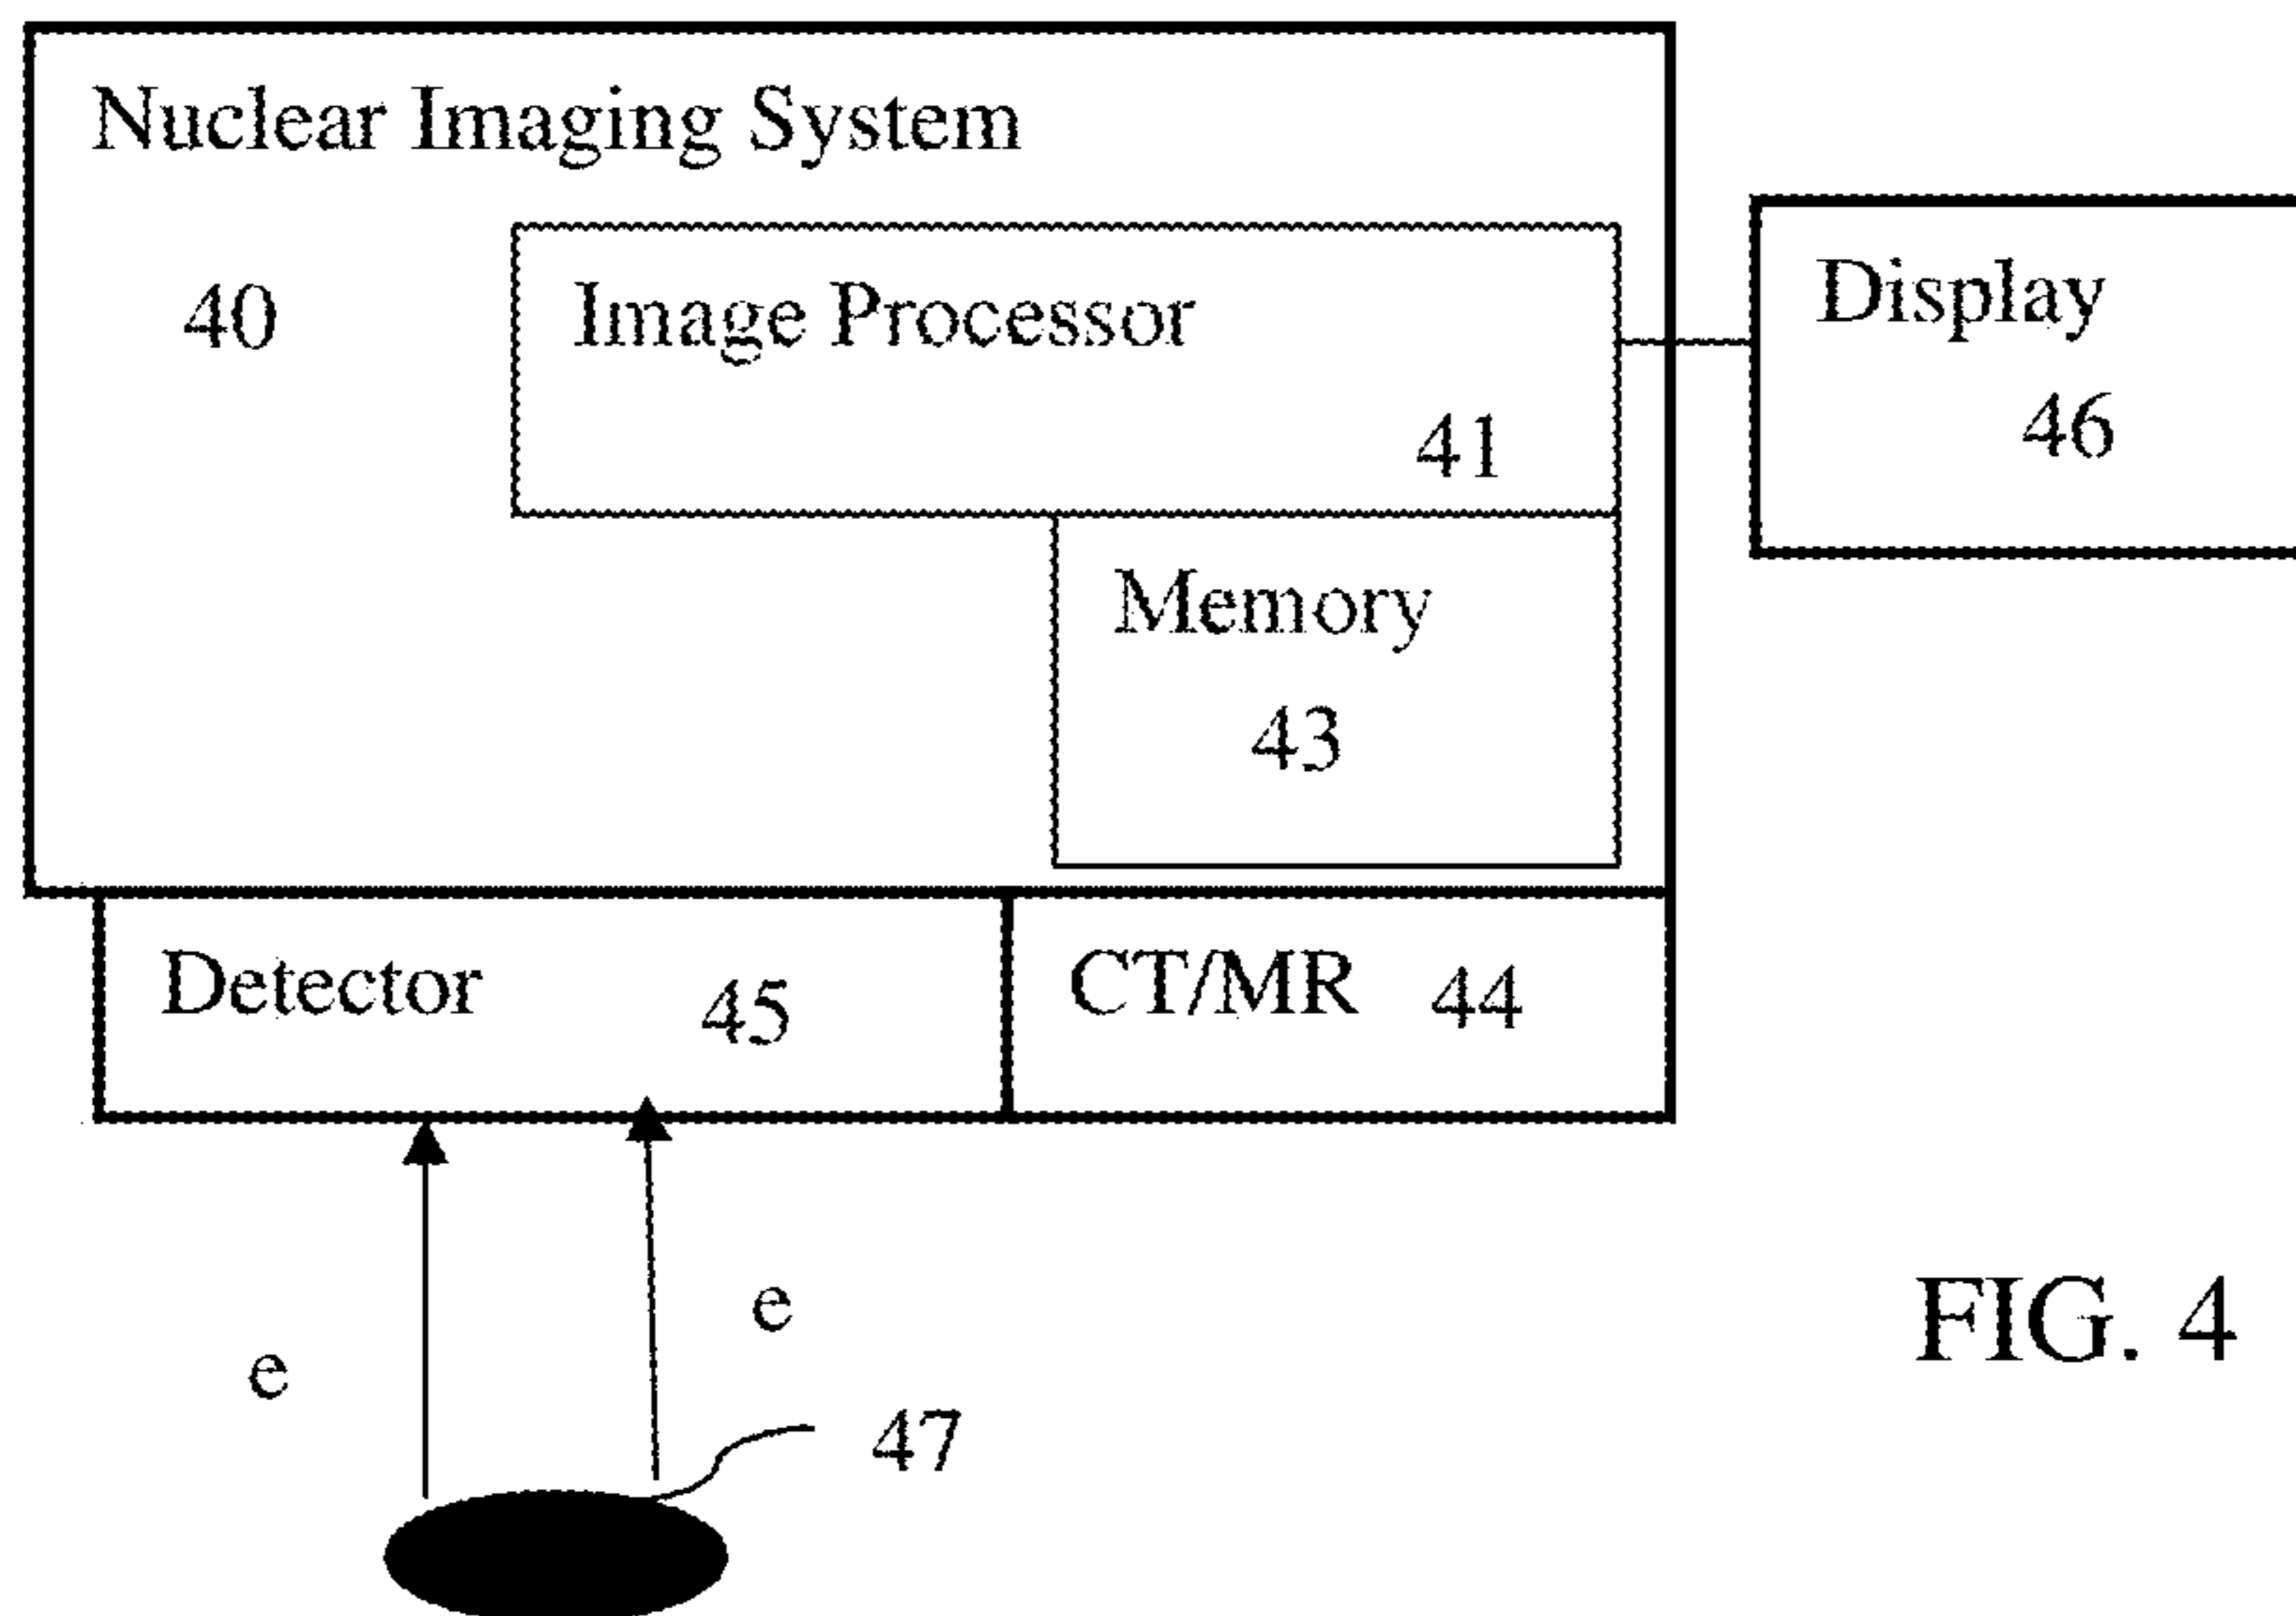 Nuclear Imaging System
40
Image Processor
41
Display
46
Memory
43
Detector 45
CT/MR 44
e
e
47
FIG. 4